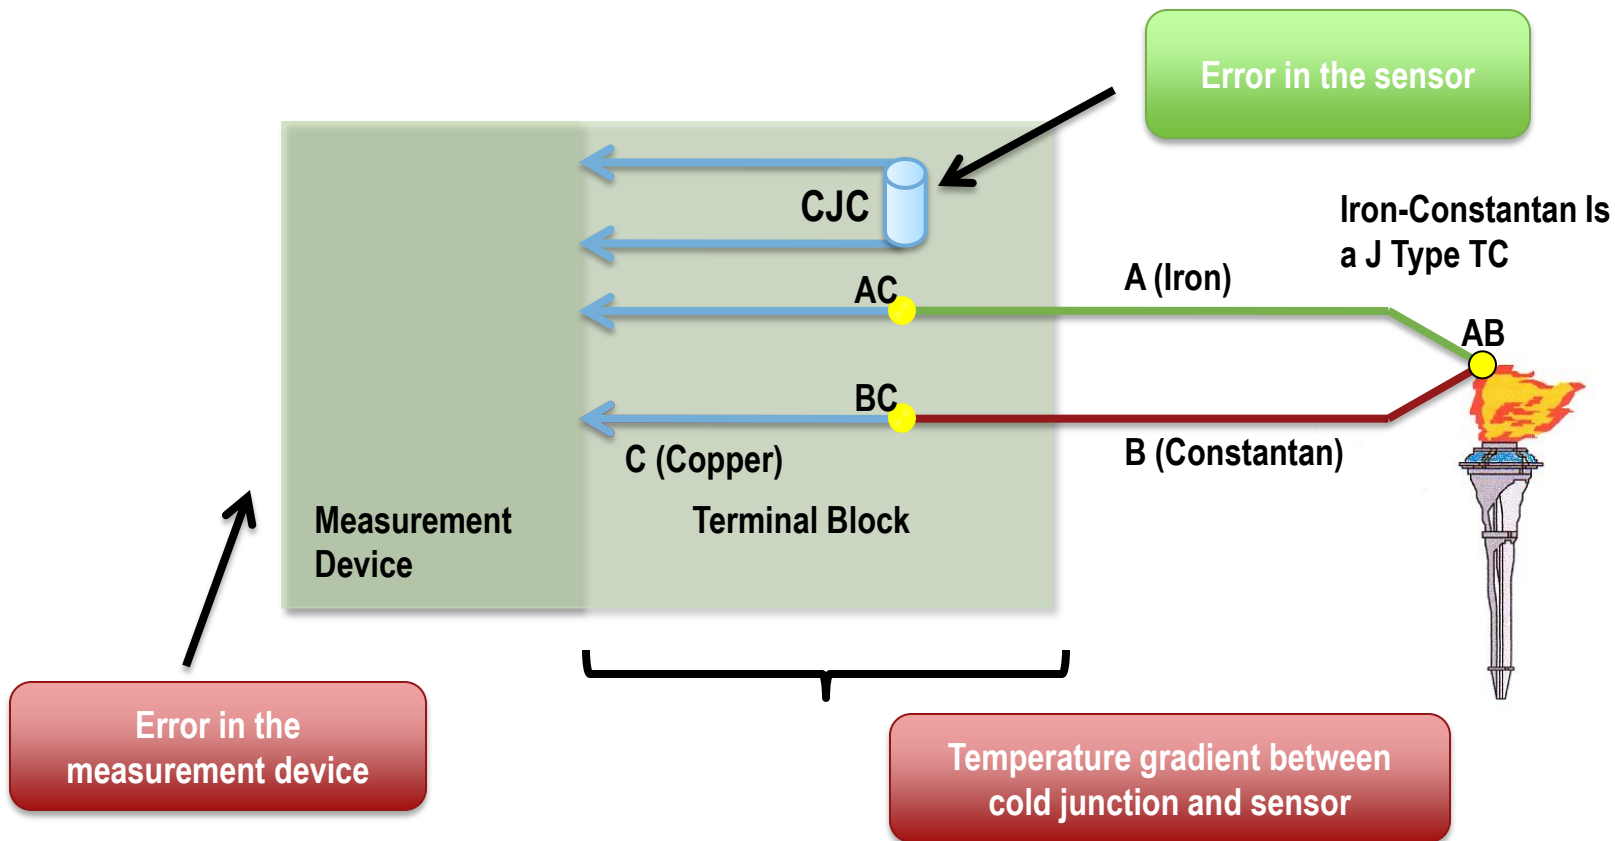 Error in the sensor
CJC
Iron-Constantan Is
a J Type TC
A (Iron)
AC
AB
BC
B (Constantan)
C (Copper)
Measurement
Device
Terminal Block
Error in the
measurement device
Temperature gradient between
cold junction and sensor